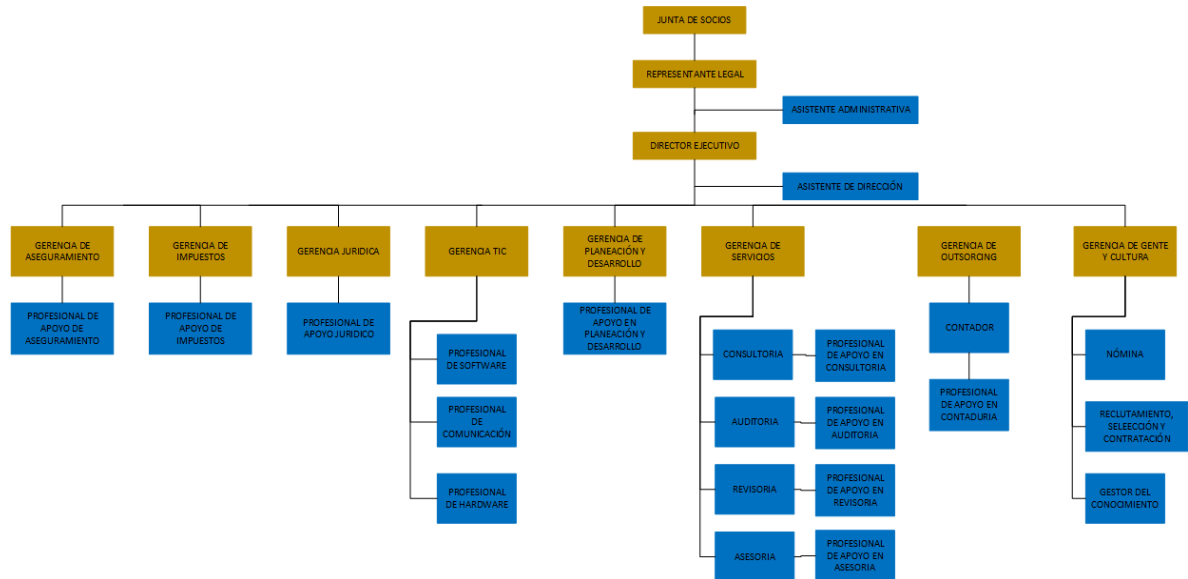 JUNTA DE SOCIOS
REPRESENTANTE LEGAL
ASISTENTE ADMINISTRATIVA
DIRECTOR EJECUTIVO
ASISTENTE DE DIRECCIÓN
GERENCIA DE
ASEGURAMIENTO
GERENCIA DE
IMPUESTOS
GERENCIA JURIDICA
GERENCIA TIC
GERENCIA DE
PLANEACIÓN Y
DESARROLLO
GERENCIA DE
SERVICIOS
GERENCIA DE
OUTSORCING
GERENCIA DE GENTE
Y CULTURA
PROFESIONAL DE
APOYO DE
ASEGURAMIENTO
PROFESIONAL DE
APOYO DE
IMPUESTOS
PROFESIONAL DE
APOYO JURIDICO
PROFESIONAL
DE SOFTWARE
PROFESIONAL
DE
COMUNICACIÓN
PROFESIONAL
DE HARDWARE
PROFESIONAL DE
APOYO EN
PLANEACIÓN Y
DESARROLLO
CONSULTORIA
PROFESIONAL
DE APOYO EN
CONSULTORIA
AUDITORIA
PROFESIONAL
DE APOYO EN
AUDITORIA
REVISORIA
PROFESIONAL
DE APOYO EN
REVISORIA
ASESORIA
PROFESIONAL
DE APOYO EN
ASESORIA
CONTADOR
PROFESIONAL
DE APOYO EN
CONTADURIA
NÓMINA
RECLUTAMIENTO,
SELEECIÓN Y
CONTRATACIÓN
GESTOR DEL
CONOCIMIENTO